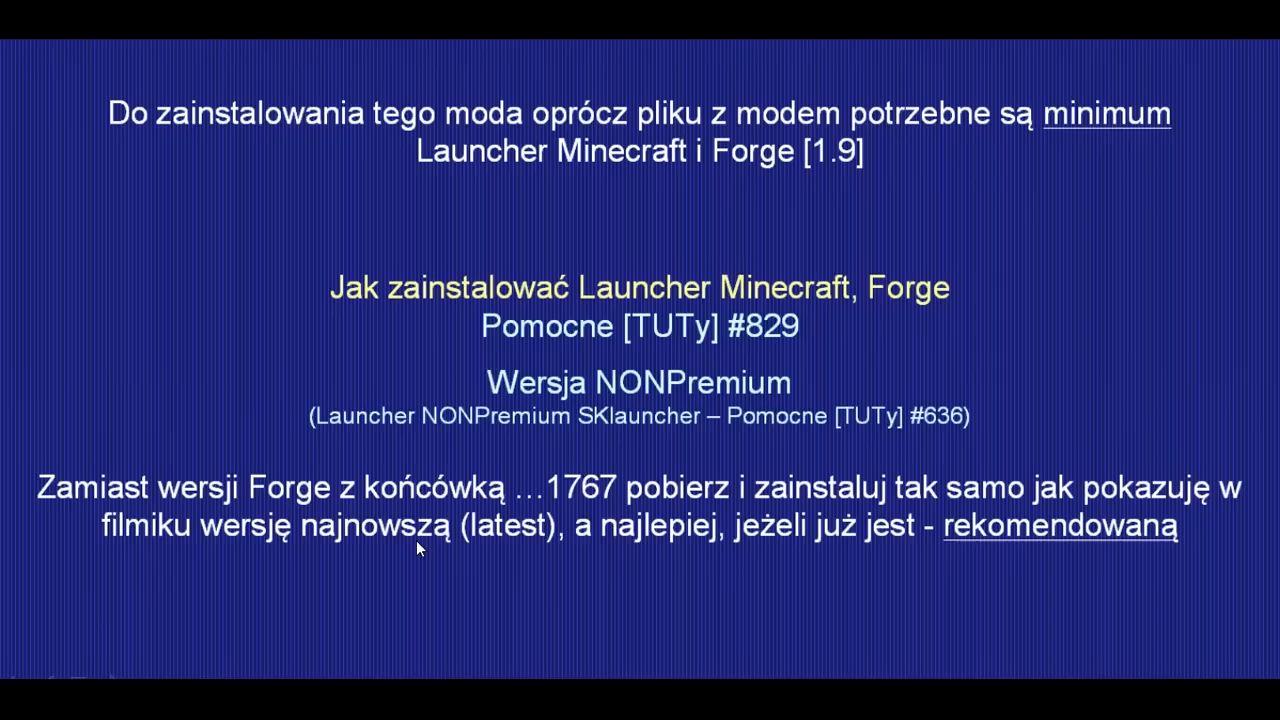 Do zainstalowania tego moda oprócz pliku z modem potrzebne są minimum
Launcher Minecraft i Forge [1.9]
Jak zainstalować Launcher Minecraft, Forge
Pomocne [TUTy] #829
Wersja NONPremium
(Launcher NONPremium SKlauncher – Pomocne [TUTy] #636)
Zamiast wersji Forge z końcówką …1767 pobierz i zainstaluj tak samo jak pokazuję w
filmiku wersję najnowszą (latest), a najlepiej, jeżeli już jest - rekomendowaną